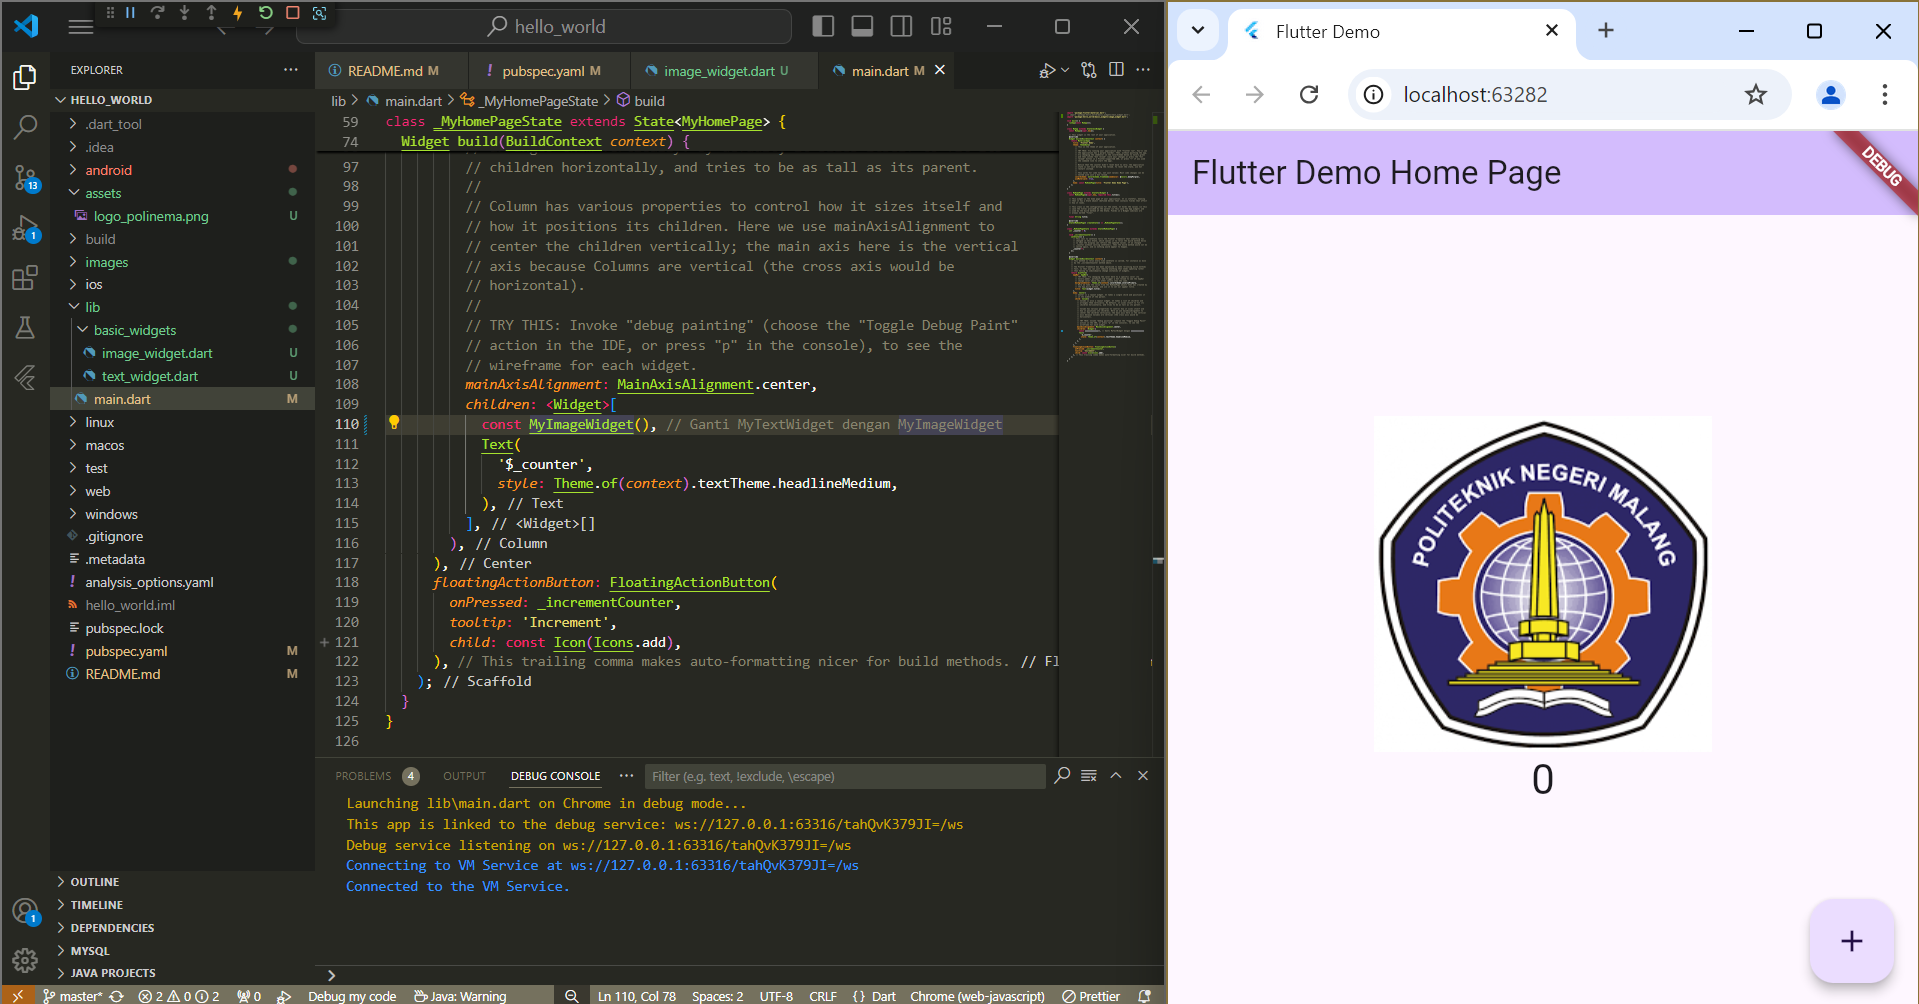 hello_world
EXPLORER
HELLO_WORLD
.dart_tool
.idea
android
assets
logo_polinema.png U
build
images
ios
lib
basic_widgets
image_widget.dart U
text_widget.dart U
main.dart M
linux
macos
test
web
windows
.gitignore
.metadata
analysis_options.yaml
hello_world.iml
pubspec.lock
pubspec.yaml M
README.md M
OUTLINE
TIMELINE
DEPENDENCIES
MYSQL
JAVA PROJECTS
13
1
1
README.md M
pubspec.yaml M
image_widget.dart U
main.dart M
lib > main.dart > _MyHomePageState > build
59 class _MyHomePageState extends State<MyHomePage> {
74 Widget build(BuildContext context) {
97 // children horizontally, and tries to be as tall as its parent.
98 //
99 // Column has various properties to control how it sizes itself and
100 // how it positions its children. Here we use mainAxisAlignment to
101 // center the children vertically; the main axis here is the vertical
102 // axis because Columns are vertical (the cross axis would be
103 // horizontal).
104 //
105 // TRY THIS: Invoke "debug painting" (choose the "Toggle Debug Paint"
106 // action in the IDE, or press "p" in the console), to see the
107 // wireframe for each widget.
108 mainAxisAlignment: MainAxisAlignment.center,
109 children: <Widget>[
110 const MyImageWidget(), // Ganti MyTextWidget dengan MyImageWidget
111 Text(
112 '$_counter',
113 style: Theme.of(context).textTheme.headlineMedium,
114 ), // Text
115 ], // <Widget>[]
116 ), // Column
117 ), // Center
118 floatingActionButton: FloatingActionButton(
119 onPressed: _incrementCounter,
120 tooltip: 'Increment',
121 child: const Icon(Icons.add),
122 ), // This trailing comma makes auto-formatting nicer for build methods. // Fl
123 ); // Scaffold
124 }
125 }
126
PROBLEMS 4 OUTPUT DEBUG CONSOLE Filter (e.g. text, !exclude, \escape)
Launching lib\main.dart on Chrome in debug mode...
This app is linked to the debug service: ws://127.0.0.1:63316/tahQvK379JI=/ws
Debug service listening on ws://127.0.0.1:63316/tahQvK379JI=/ws
Connecting to VM Service at ws://127.0.0.1:63316/tahQvK379JI=/ws
Connected to the VM Service.
master* 2 0 2 0 Debug my code Java: Warning Ln 110, Col 78 Spaces: 2 UTF-8 CRLF {} Dart Chrome (web-javascript) Prettier
Flutter Demo
localhost:63282
Flutter Demo Home Page
DEBUG
POLITEKNIK NEGERI MALANG
0